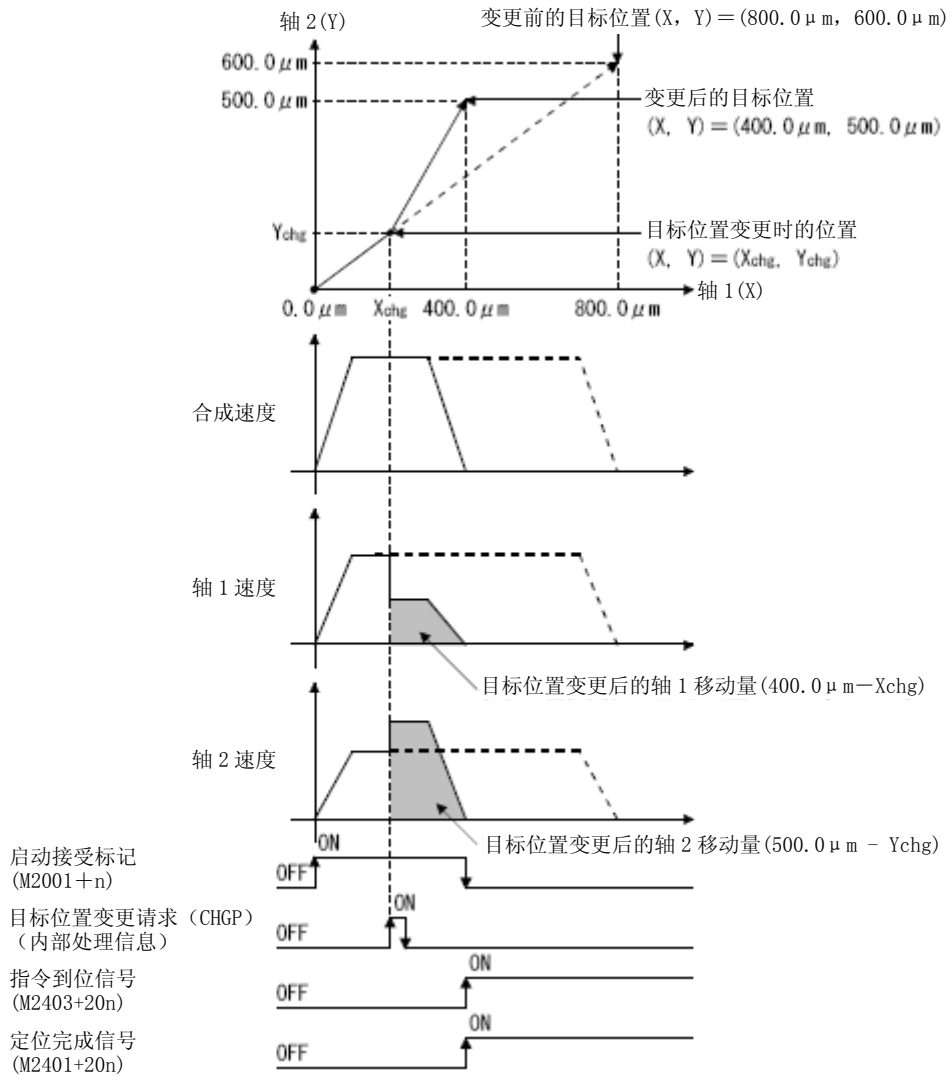 轴 2(Y)
变更前的目标位置(X，Y)＝(800.0μm，600.0μm)
600.0μm
500.0μm
变更后的目标位置
(X, Y)＝(400.0μm, 500.0μm)
Ychg
目标位置变更时的位置
(X, Y)＝(Xchg, Ychg)
轴 1(X)
0.0μm Xchg 400.0μm 800.0μm
合成速度
轴 1 速度
目标位置变更后的轴 1 移动量(400.0μm－Xchg)
轴 2 速度
目标位置变更后的轴 2 移动量(500.0μm - Ychg)
启动接受标记
(M2001＋n)
OFF ON
目标位置变更请求（CHGP）
（内部处理信息）
OFF ON
指令到位信号
(M2403+20n)
OFF ON
定位完成信号
(M2401+20n)
OFF ON